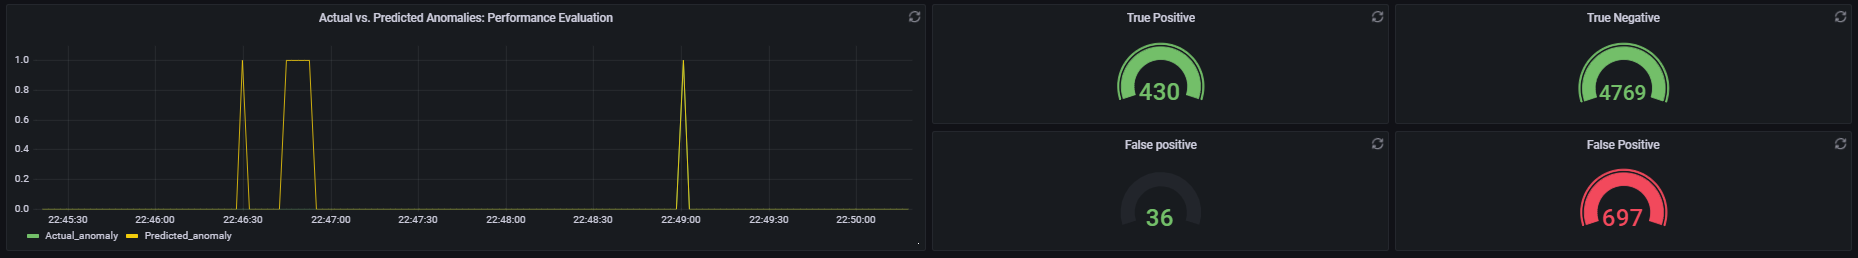 Actual vs. Predicted Anomalies: Performance Evaluation
1.0
0.8
0.6
0.4
0.2
0.0
22:45:30 22:46:00 22:46:30 22:47:00 22:47:30 22:48:00 22:48:30 22:49:00 22:49:30 22:50:00
Actual_anomaly Predicted_anomaly
True Positive
430
True Negative
4769
False positive
36
False Positive
697